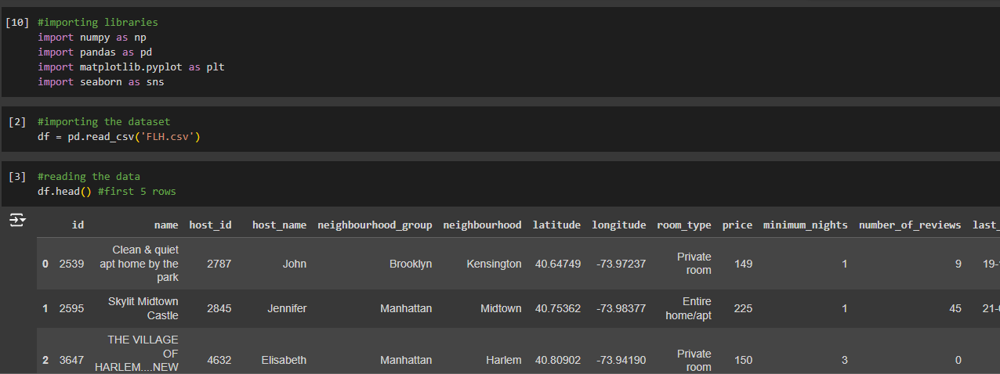 [10] #importing libraries
import numpy as np
import pandas as pd
import matplotlib.pyplot as plt
import seaborn as sns
[2] #importing the dataset
df = pd.read_csv('FLH.csv')
[3] #reading the data
df.head() #first 5 rows
id name host_id host_name neighbourhood_group neighbourhood latitude longitude room_type price minimum_nights number_of_reviews last_
Clean & quiet
0 2539 apt home by the 2787 John Brooklyn Kensington 40.64749 -73.97237 Private room 149 1 9 19-
park
Skylit Midtown
1 2595 Castle 2845 Jennifer Manhattan Midtown 40.75362 -73.98377 Entire home/apt 225 1 45 21-
THE VILLAGE
OF
2 3647 HARLEM....NEW 4632 Elisabeth Manhattan Harlem 40.80902 -73.94190 Private room 150 3 0